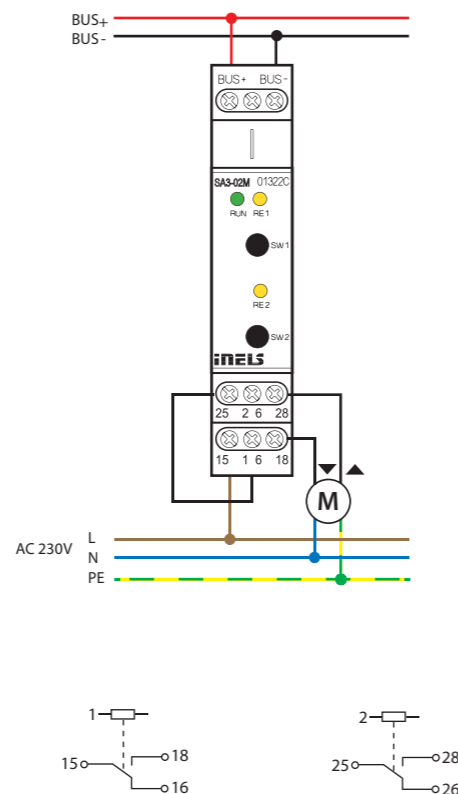 BUS+
BUS-
BUS+ BUS-
SA3-02M 01322C
RUN RE1
SW1
RE2
SW2
iNELS
25 2 6 28
15 1 6 18
M
L
AC 230V
N
PE
1
2
15 18
16
25 28
26